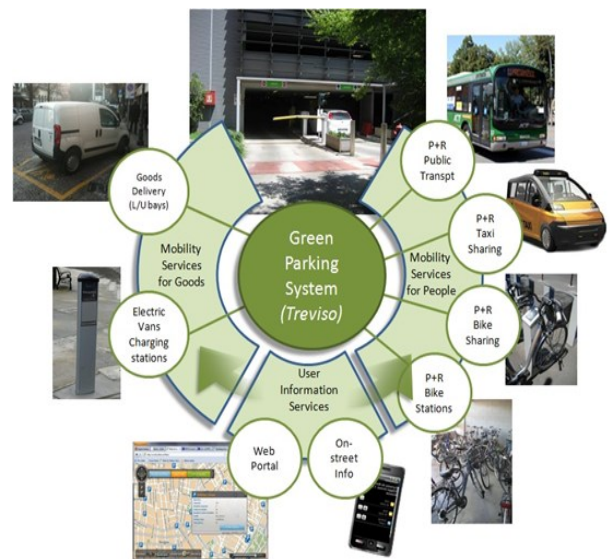 Green
Parking
System
(Treviso)
Mobility
Services
for Goods
Goods
Delivery
(L/U bays)
Electric
Vans
Charging
stations
User
Information
Services
Web
Portal
On-
street
Info
Mobility
Services
for People
P+R
Public
Transpt
P+R
Taxi
Sharing
P+R
Bike
Sharing
P+R
Bike
Stations
TAXI